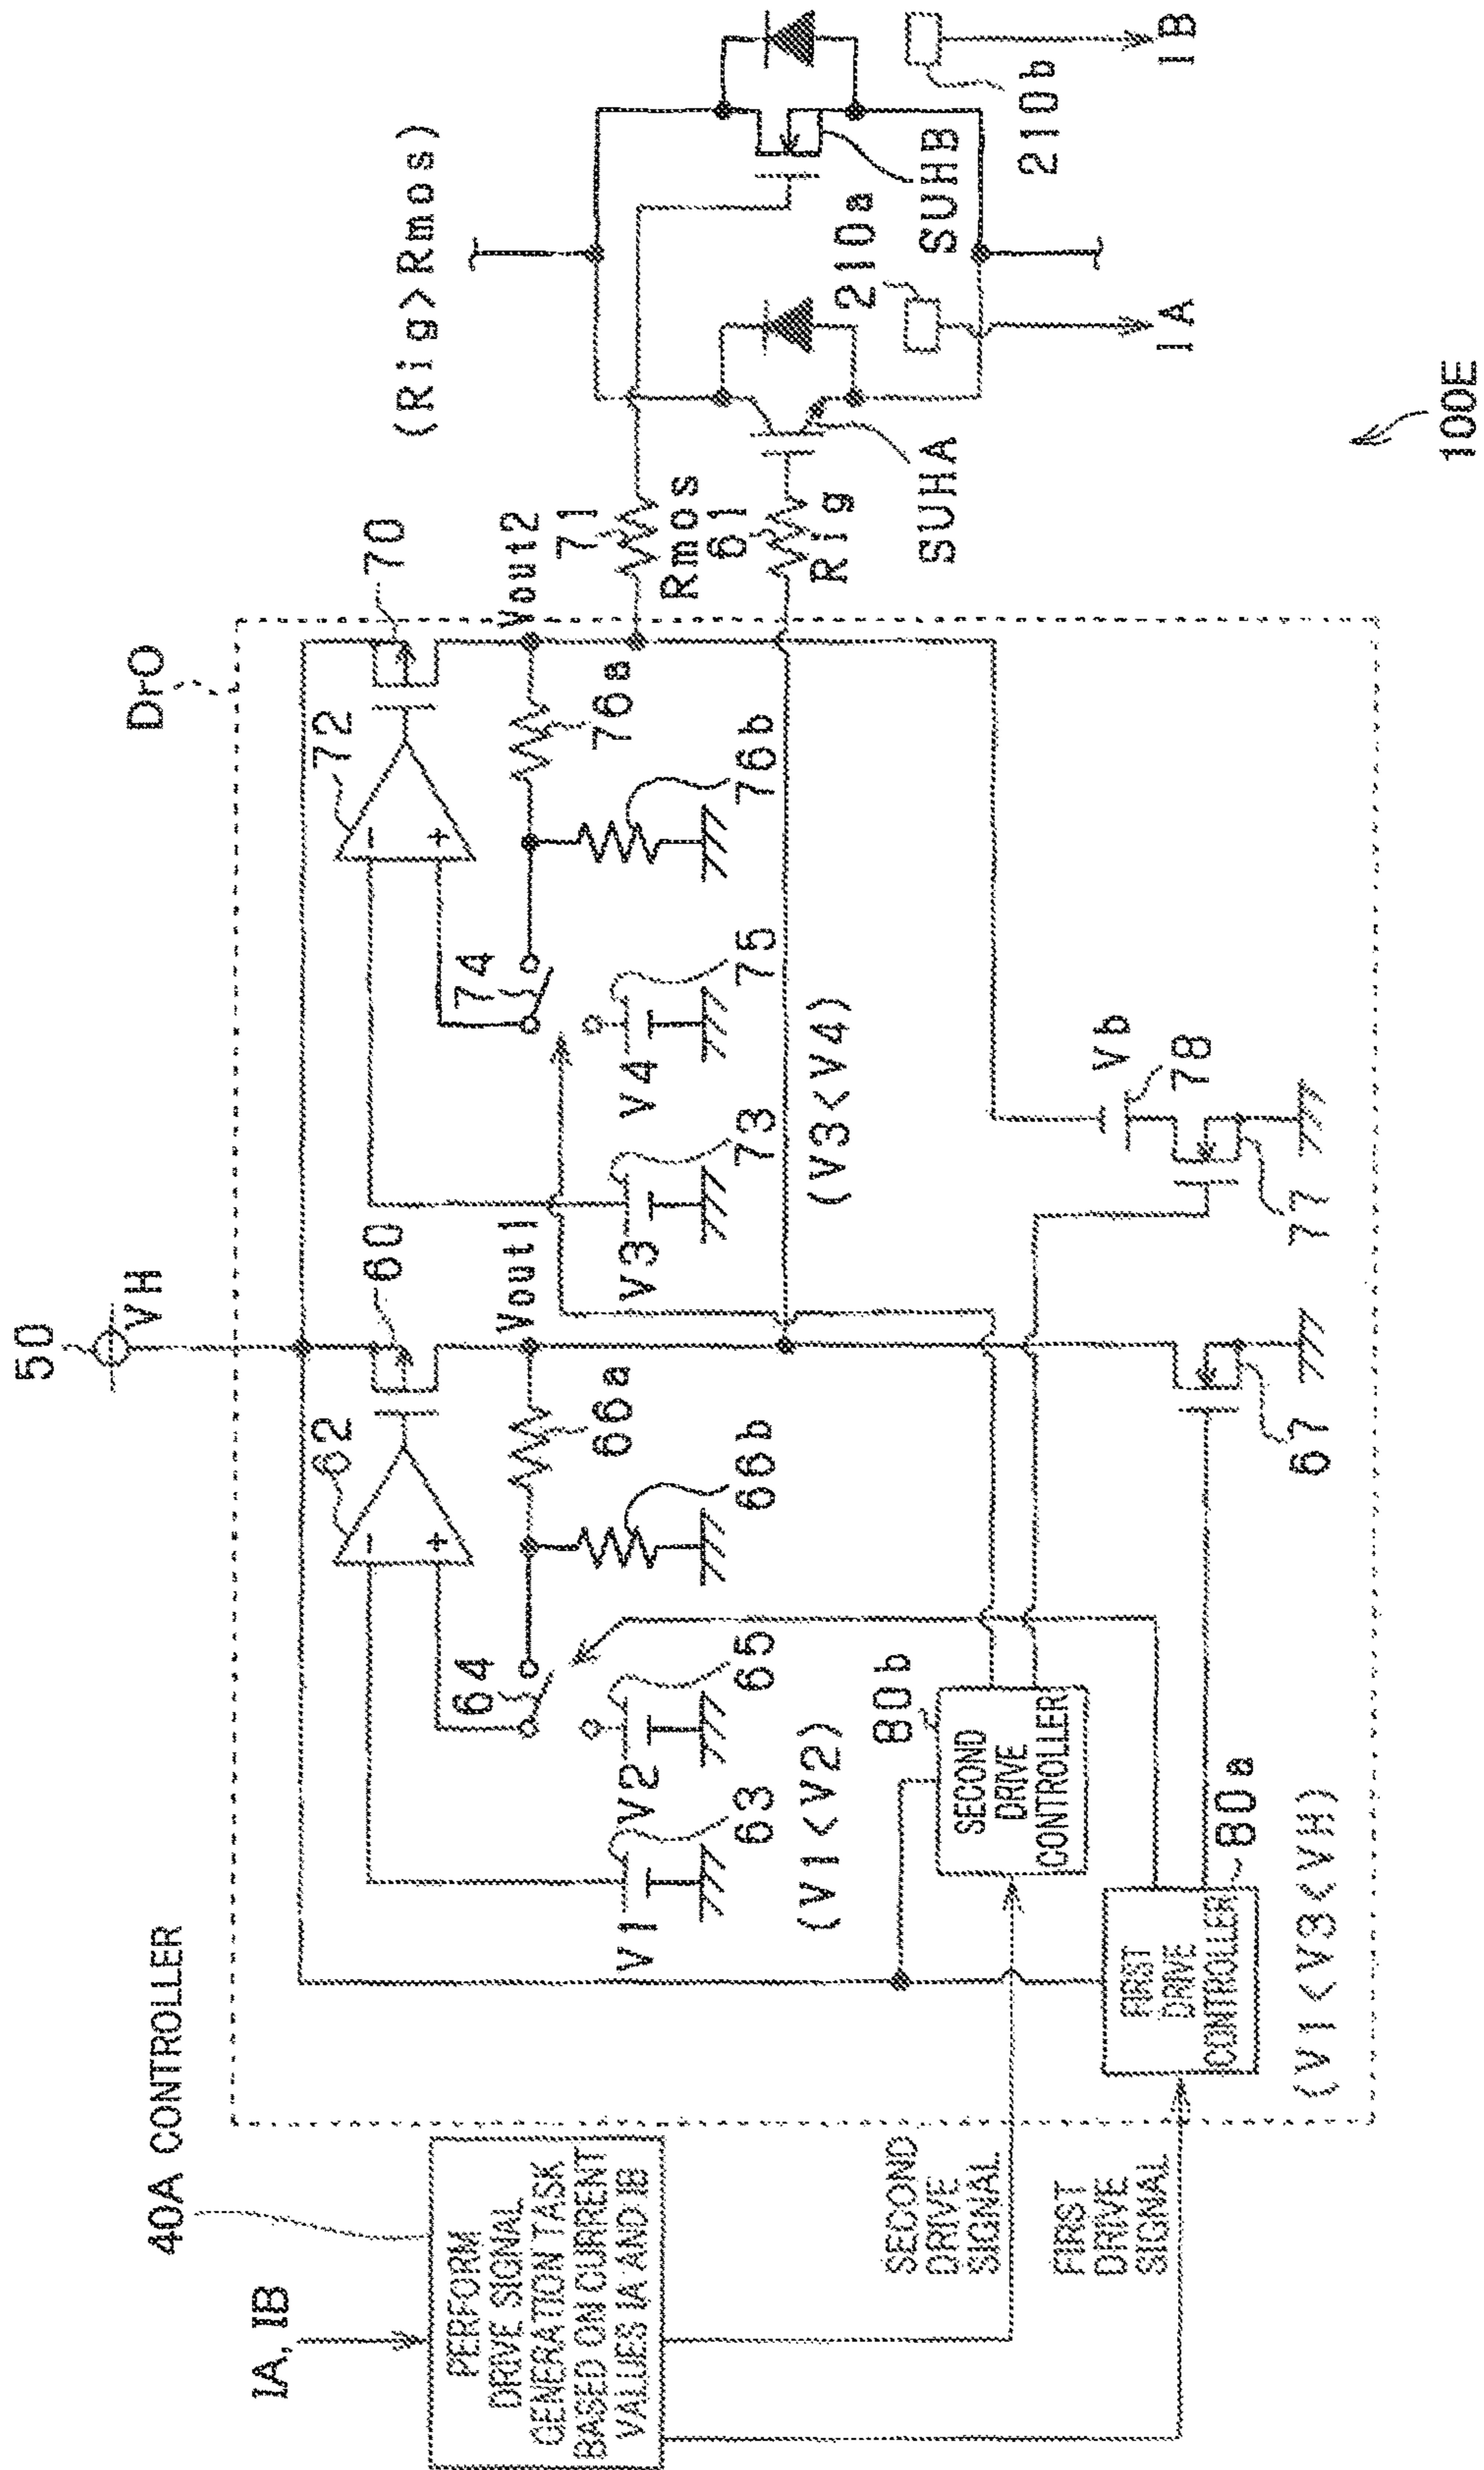 40A CONTROLLER
IA, IB
PERFORM
DRIVE SIGNAL
GENERATION TASK
BASED ON CURRENT
VALUES IA AND IB
SECOND
DRIVE
SIGNAL
FIRST
DRIVE
SIGNAL
50
VH
DrO
62
60
72
70
64
66a
66b
Vout1
74
76a
76b
Vout2
V1
63
V2
65
(V1<V2)
V3
73
V4
75
(V3<V4)
80b
SECOND
DRIVE
CONTROLLER
FIRST
DRIVE
CONTROLLER
80a
(V1<V3<VH)
67
77
Vb
78
71
Rmos
61
Rig
(Rig>Rmos)
SUHA
SUHB
210a
210b
IA
IB
100E